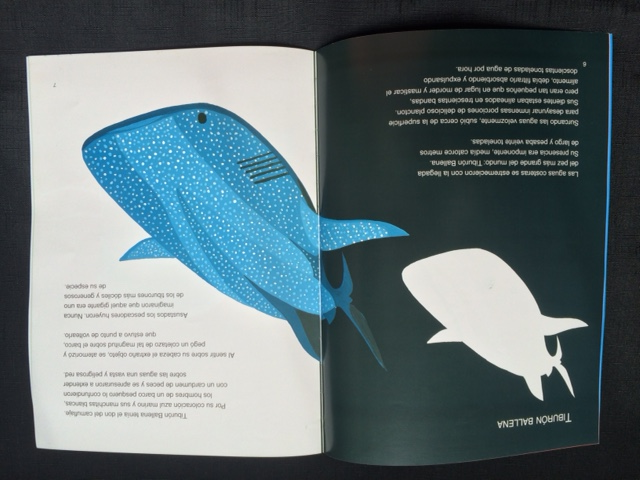 TIBURÓN BALLENA
Las aguas costeras se estremecieron con la llegada
del pez más grande del mundo: Tiburón Ballena.
Su presencia era imponente, medía catorce metros
de largo y pesaba veinte toneladas.
Surcando las aguas velozmente, subía cerca de la superficie
para desayunar inmensas porciones de delicioso plancton.
Sus dientes estaban alineados en trescientas bandas,
pero eran tan pequeños que en lugar de morder y masticar el
alimento, debía filtrarlo absorbiendo y expulsando
doscientas toneladas de agua por hora.
6
Tiburón Ballena el tenía el don del camuflaje.
Por su coloración azul marino y sus manchitas blancas,
los hombres de un barco pesquero lo confundieron
con un cardumen de peces y se apresuraron a extender
sobre las aguas una vasta y peligrosa red.
Al sentir sobre su cabeza el extraño objeto, se atemorizó y
pegó un coletazo de tal magnitud sobre el barco,
que estuvo a punto de voltearlo.
Asustados los pescadores huyeron. Nunca
imaginaron que aquel gigante era uno
de los tiburones más dóciles y generosos
de su especie.
7